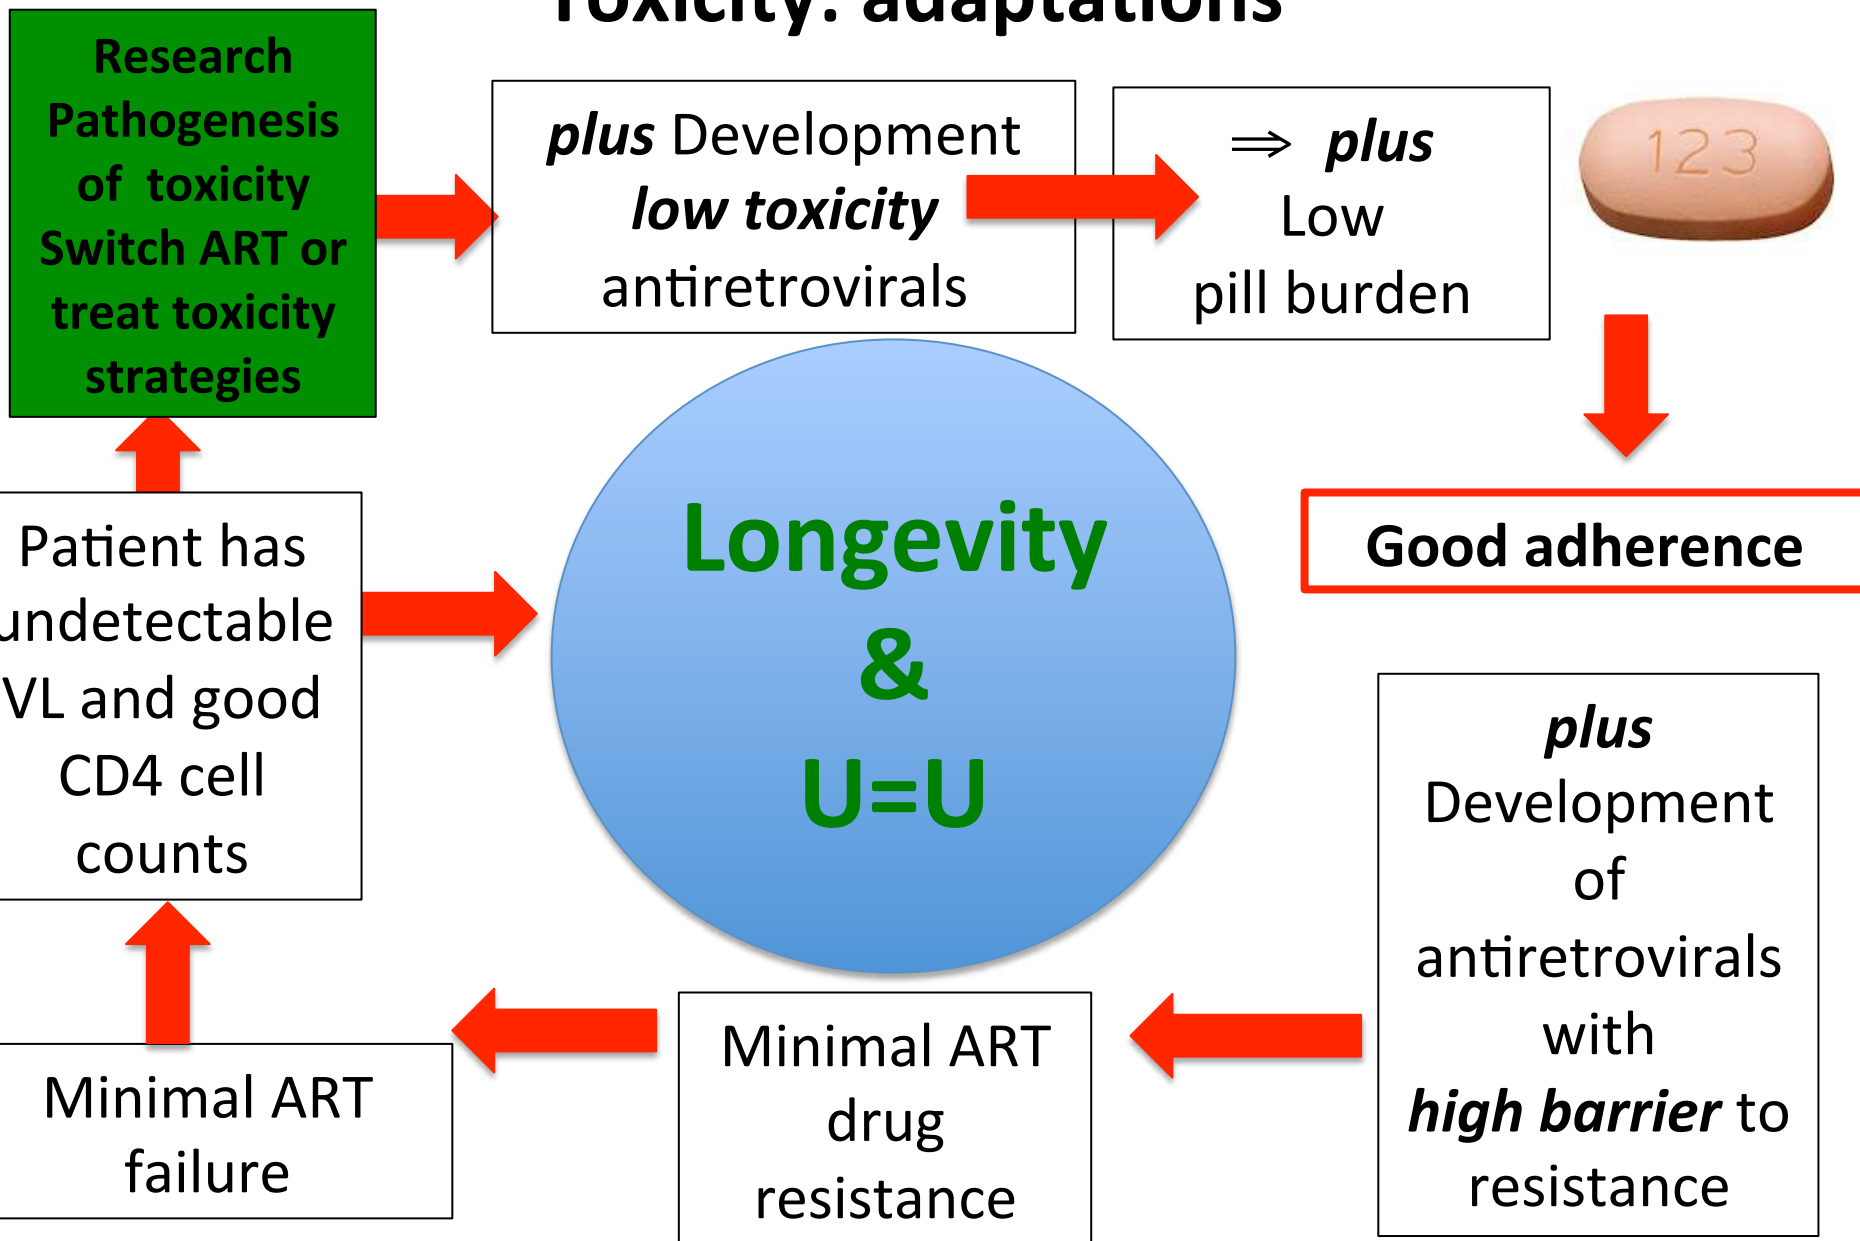 Toxicity: adaptations
Research
Pathogenesis
of toxicity
Switch ART or
treat toxicity
strategies
plus Development
low toxicity
antiretrovirals
⇒ plus
Low
pill burden
123
Good adherence
Patient has
undetectable
VL and good
CD4 cell
counts
Longevity
&
U=U
plus
Development
of
antiretrovirals
with
high barrier to
resistance
Minimal ART
drug
resistance
Minimal ART
failure